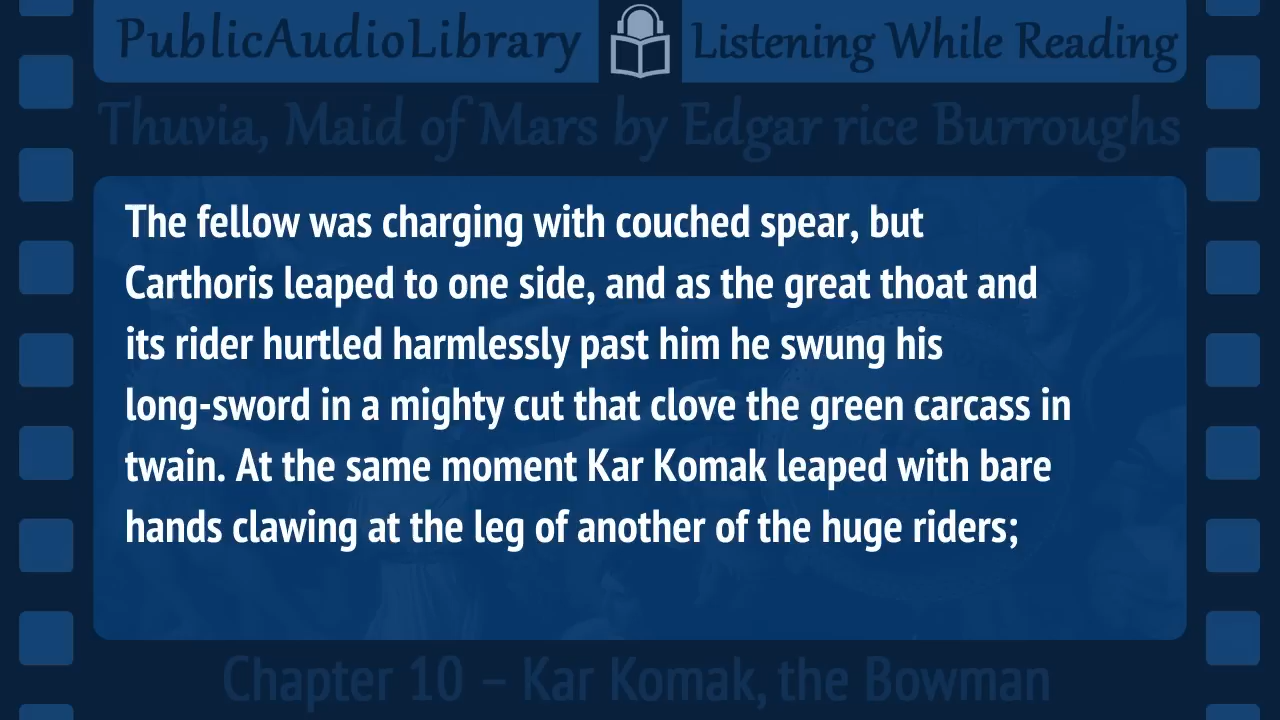 PublicAudioLibrary
Listening While Reading
Thuvia, Maid of Mars by Edgar rice Burroughs
The fellow was charging with couched spear, but
Carthoris leaped to one side, and as the great thoat and
its rider hurtled harmlessly past him he swung his
long-sword in a mighty cut that clove the green carcass in
twain. At the same moment Kar Komak leaped with bare
hands clawing at the leg of another of the huge riders;
Chapter 10 – Kar Komak, the Bowman